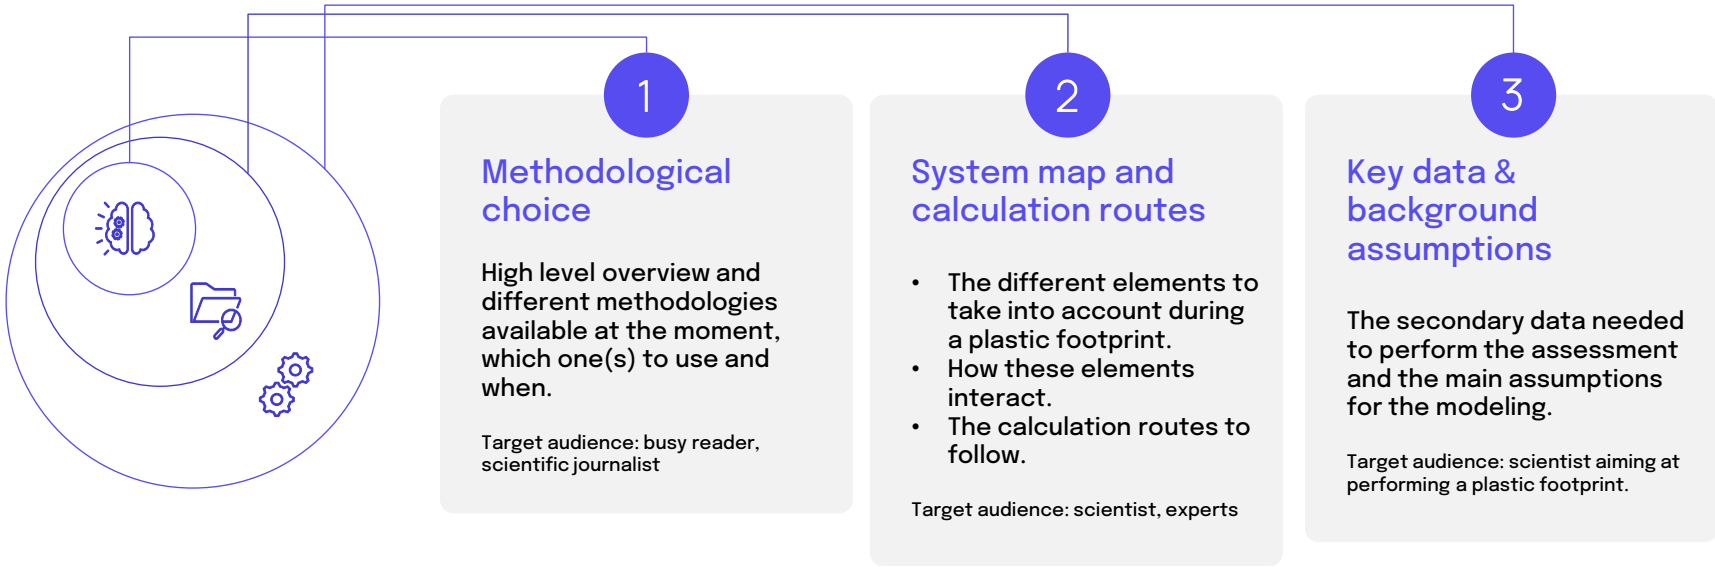 1
Methodological
choice
High level overview and
different methodologies
available at the moment,
which one(s) to use and
when.
Target audience: busy reader,
scientific journalist
2
System map and
calculation routes
• The different elements to
take into account during
a plastic footprint.
• How these elements
interact.
• The calculation routes to
follow.
Target audience: scientist, experts
3
Key data &
background
assumptions
The secondary data needed
to perform the assessment
and the main assumptions
for the modeling.
Target audience: scientist aiming at
performing a plastic footprint.